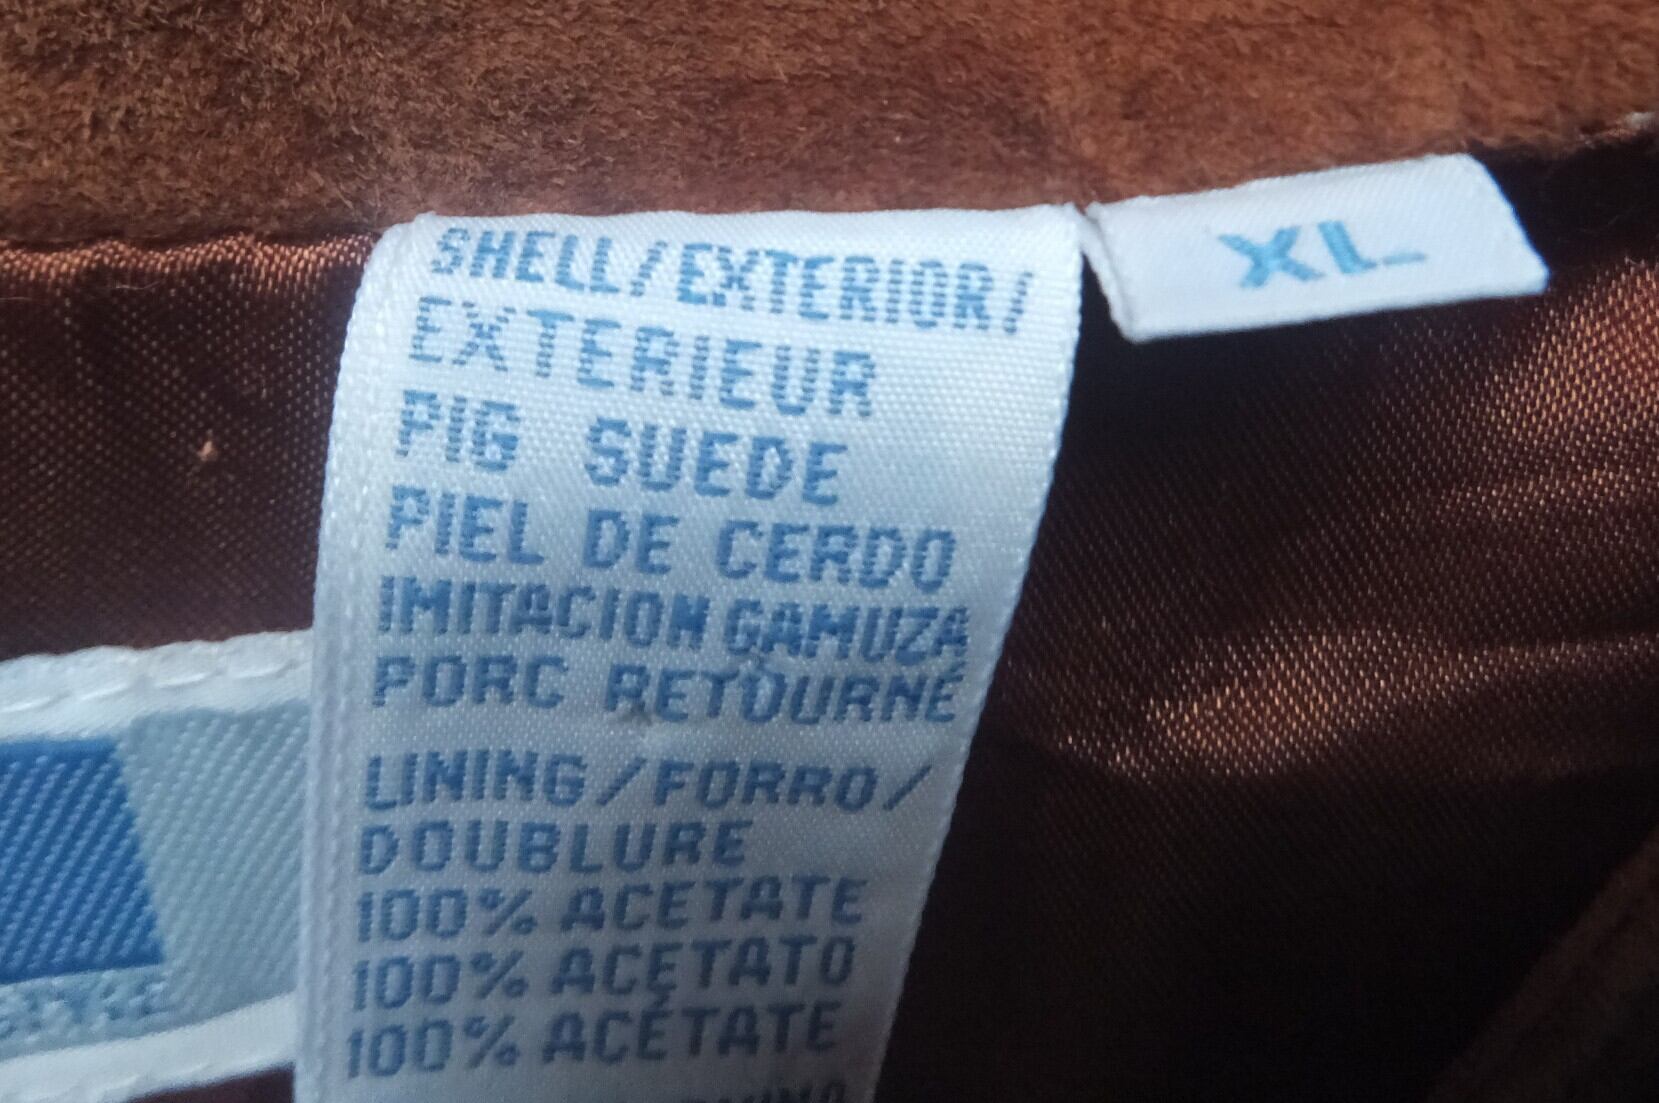 SHELL/EXTERIOR/
EXTERIEUR
PIG SUEDE
PIEL DE CERDO
IMITACION GAMUZA
PORC RETOURNÉ
LINING/FORRO/
DOUBLURE
100% ACETATE
100% ACETATO
100% ACÉTATE
XL